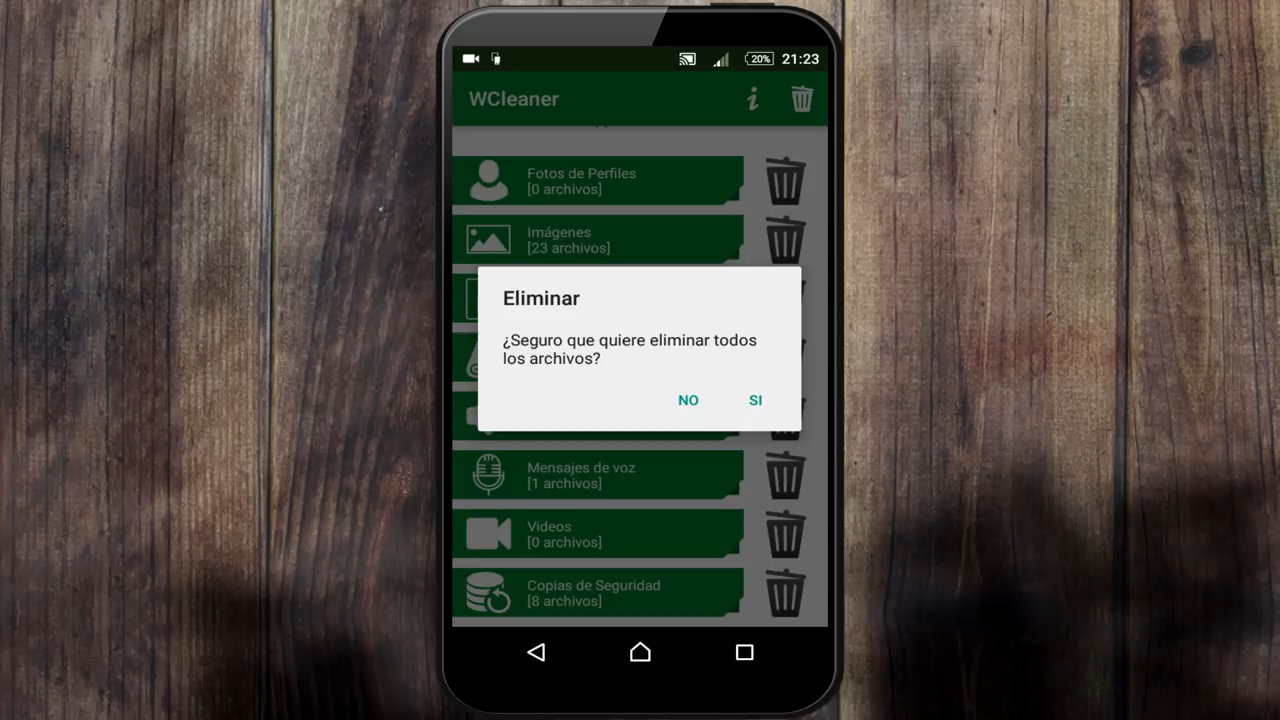 20% 21:23
WCleaner
Fotos de Perfiles
[0 archivos]
Imágenes
[23 archivos]
Eliminar
¿Seguro que quiere eliminar todos
los archivos?
NO SI
Mensajes de voz
[1 archivos]
Videos
[0 archivos]
Copias de Seguridad
[8 archivos]